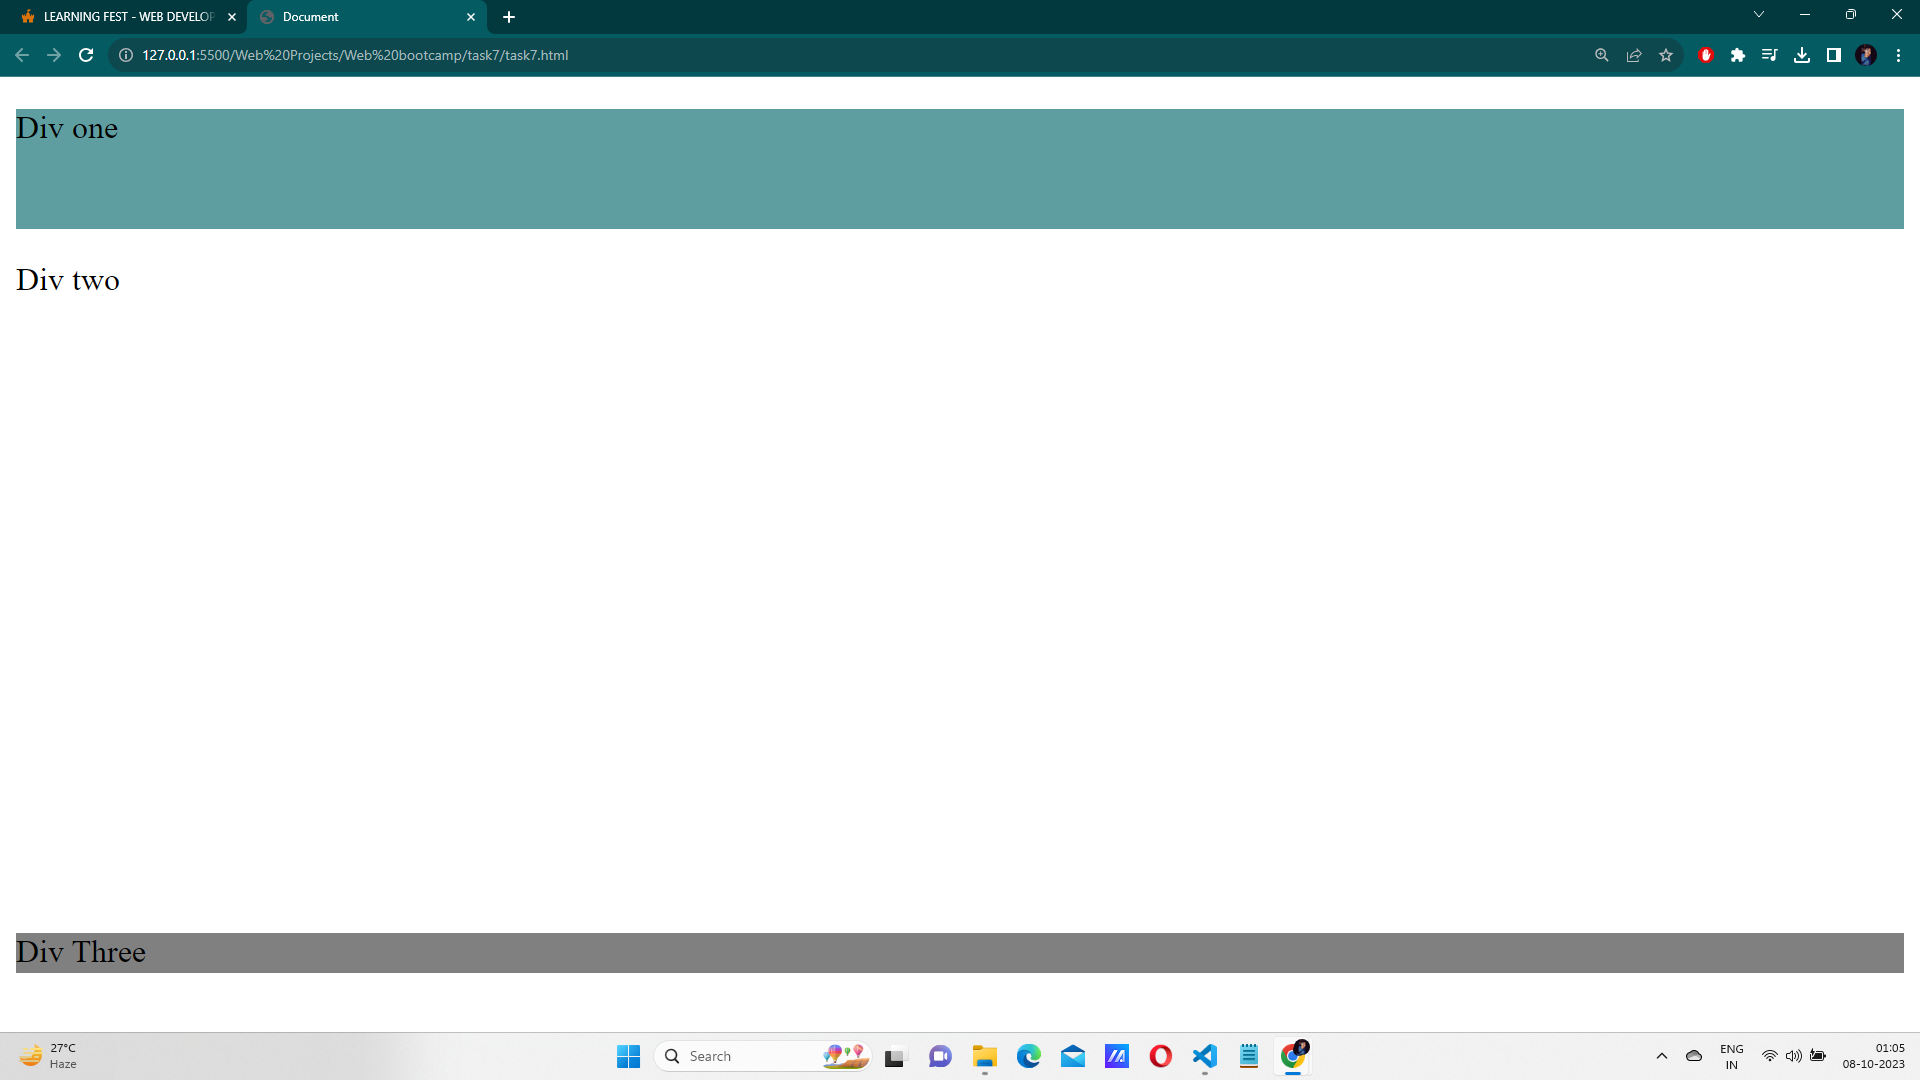 LEARNING FEST - WEB DEVELOP
Document
127.0.0.1:5500/Web%20Projects/Web%20bootcamp/task7/task7.html
Div one
Div two
Div Three
27°C
Haze
Search
ENG
IN
01:05
08-10-2023